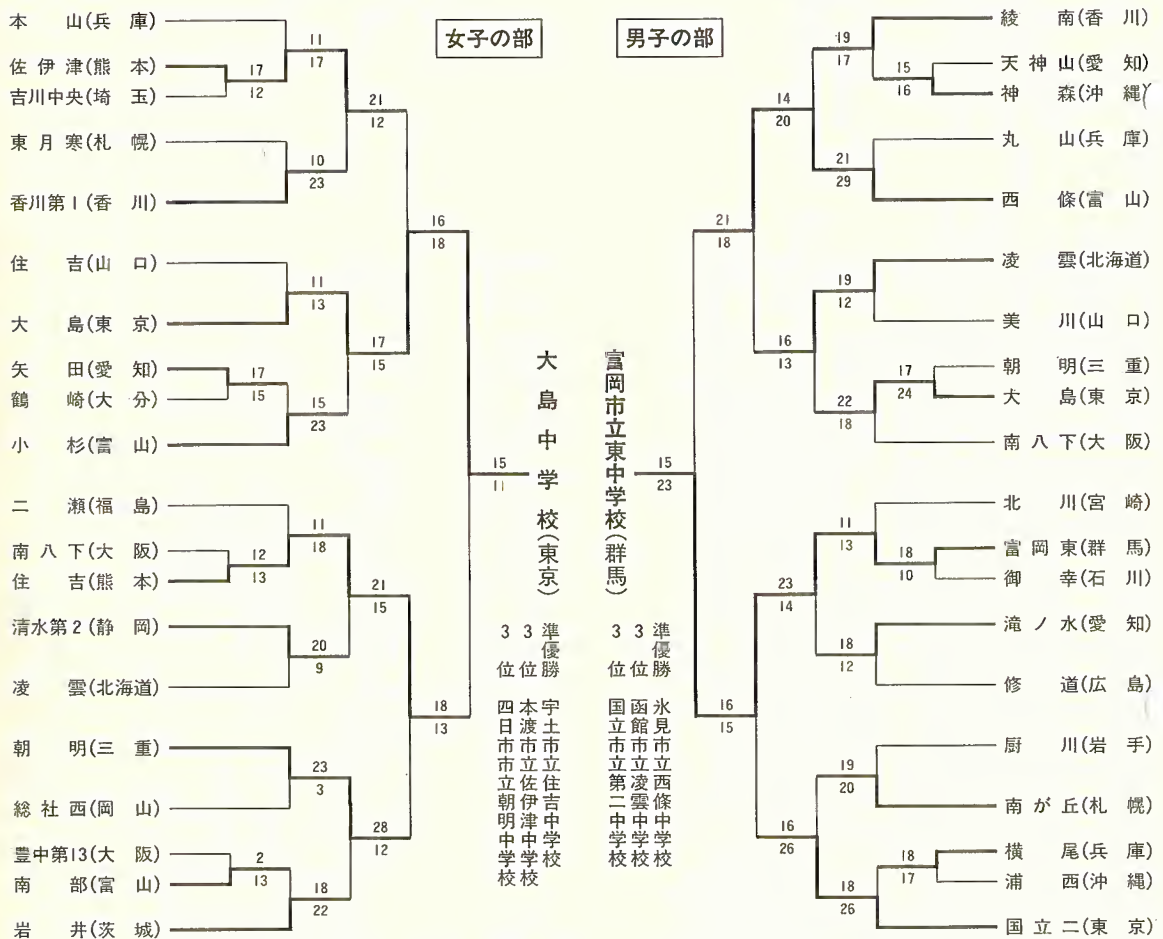 女子の部
本山(兵庫)
佐伊津(熊本)
吉川中央(埼玉)
東月寒(札幌)
香川第1(香川)
住吉(山口)
大島(東京)
矢田(愛知)
鶴崎(大分)
小杉(富山)
二瀬(福島)
南八下(大阪)
住吉(熊本)
清水第2(静岡)
凌雲(北海道)
朝明(三重)
総社西(岡山)
豊中第13(大阪)
南部(富山)
岩井(茨城)
11
17
17
12
21
12
10
23
16
18
11
13
17
15
17
15
15
23
15
11
11
18
12
13
21
15
20
9
18
13
23
3
28
12
2
13
18
22
大島中学校(東京)
準優勝 宇土市立住吉中学校
3位 本渡市立佐伊津中学校
3位 四日市市立朝明中学校
男子の部
綾南(香川)
天神山(愛知)
神森(沖縄)
丸山(兵庫)
西條(富山)
凌雲(北海道)
美川(山口)
朝明(三重)
大島(東京)
南八下(大阪)
北川(宮崎)
富岡東(群馬)
御幸(石川)
滝ノ水(愛知)
修道(広島)
厨川(岩手)
南が丘(札幌)
横尾(兵庫)
浦西(沖縄)
国立二(東京)
19
17
15
16
14
20
21
29
21
18
19
12
16
13
17
24
22
18
15
23
11
13
18
10
23
14
18
12
16
15
19
20
16
26
18
17
18
26
富岡市立東中学校(群馬)
準優勝 氷見市立西條中学校
3位 函館市立凌雲中学校
3位 国立市立第二中学校